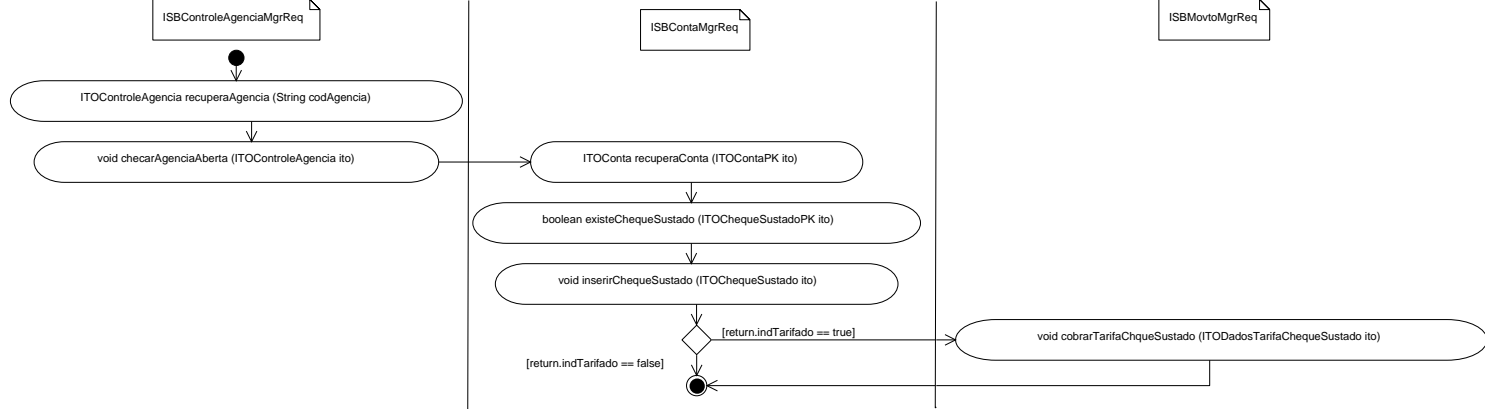 ISBControleAgenciaMgrReq
ISBContaMgrReq
ISBMovtoMgrReq
ITOControleAgencia recuperaAgencia (String codAgencia)
void checarAgenciaAberta (ITOControleAgencia ito)
ITOConta recuperaConta (ITOContaPK ito)
boolean existeChequeSustado (ITOChequeSustadoPK ito)
void inserirChequeSustado (ITOChequeSustado ito)
[return.indTarifado == true]
void cobrarTarifaChqueSustado (ITODadosTarifaChequeSustado ito)
[return.indTarifado == false]